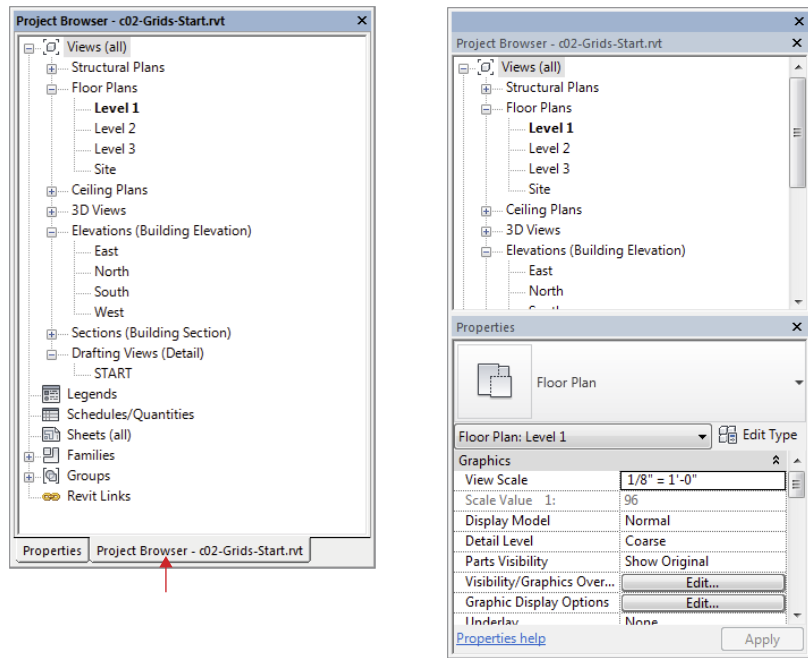 Project Browser - c02-Grids-Start.rvt
Views (all)
Structural Plans
Floor Plans
Level 1
Level 2
Level 3
Site
Ceiling Plans
3D Views
Elevations (Building Elevation)
East
North
South
West
Sections (Building Section)
Drafting Views (Detail)
START
Legends
Schedules/Quantities
Sheets (all)
Families
Groups
Revit Links
Properties
Project Browser - c02-Grids-Start.rvt
Project Browser - c02-Grids-Start.rvt
Views (all)
Structural Plans
Floor Plans
Level 1
Level 2
Level 3
Site
Ceiling Plans
3D Views
Elevations (Building Elevation)
East
North
Properties
Floor Plan
Floor Plan: Level 1 Edit Type
Graphics
View Scale 1/8" = 1'-0"
Scale Value 1: 96
Display Model Normal
Detail Level Coarse
Parts Visibility Show Original
Visibility/Graphics Over... Edit...
Graphic Display Options Edit...
Underlay None
Properties help Apply